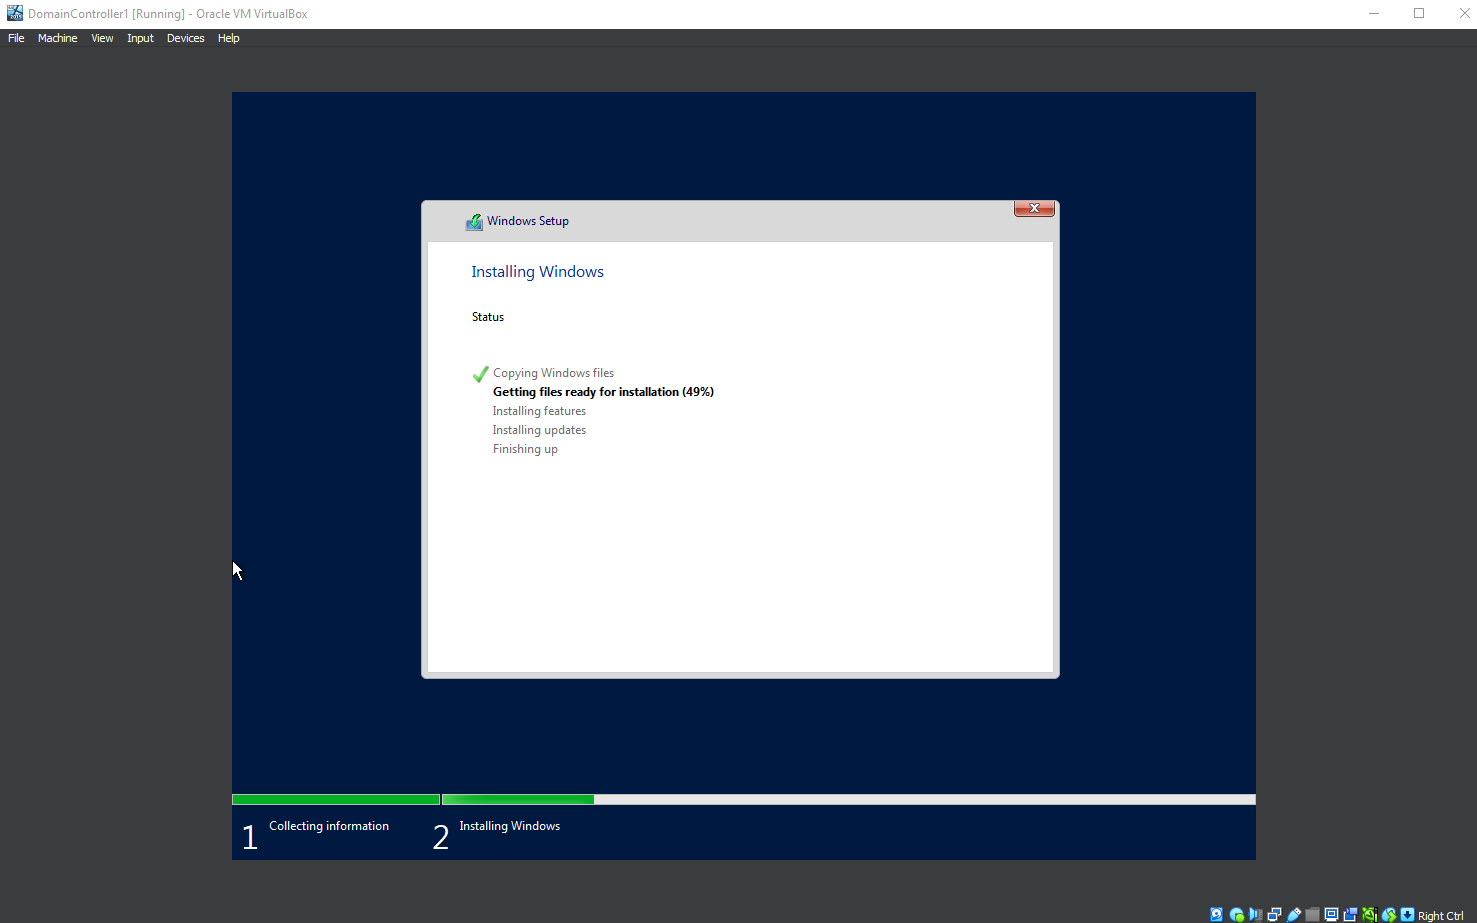 DomainController1 [Running] - Oracle VM VirtualBox
File Machine View Input Devices Help
Windows Setup
Installing Windows
Status
Copying Windows files
Getting files ready for installation (49%)
Installing features
Installing updates
Finishing up
1 Collecting information 2 Installing Windows
Right Ctrl